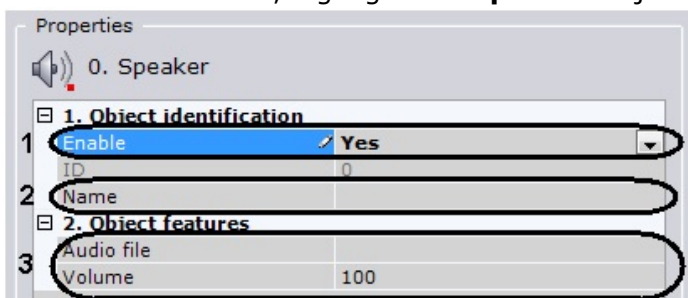 Properties
0. Speaker
1. Object identification
1 Enable Yes
ID 0
2 Name
2. Object features
Audio file
3
Volume 100